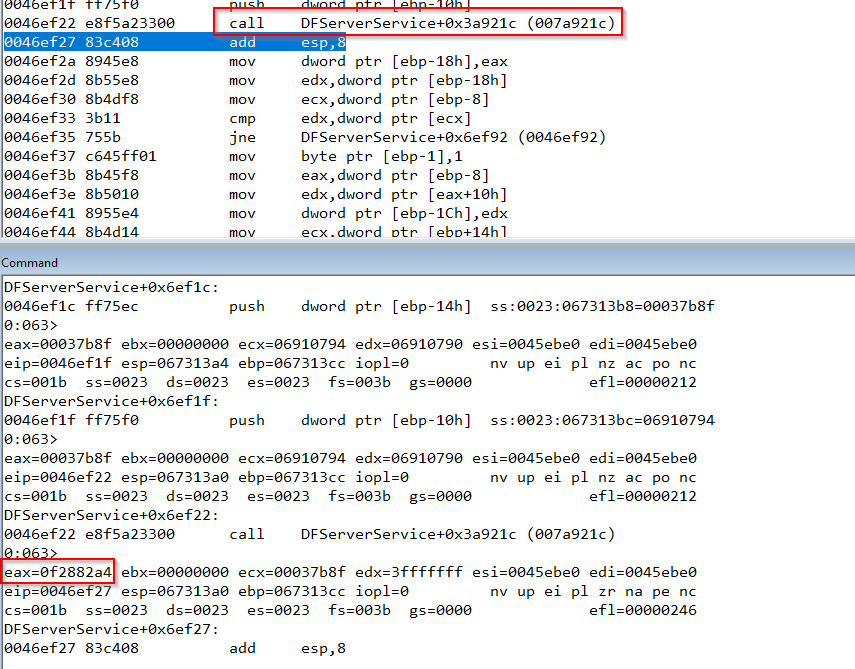 0046ef1f ff75f0 push dword ptr [ebp-10h]
0046ef22 e8f5a23300 call DFServerService+0x3a921c (007a921c)
0046ef27 83c408 add esp,8
0046ef2a 8945e8 mov dword ptr [ebp-18h],eax
0046ef2d 8b55e8 mov edx,dword ptr [ebp-18h]
0046ef30 8b4df8 mov ecx,dword ptr [ebp-8]
0046ef33 3b11 cmp edx,dword ptr [ecx]
0046ef35 755b jne DFServerService+0x6ef92 (0046ef92)
0046ef37 c645ff01 mov byte ptr [ebp-1],1
0046ef3b 8b45f8 mov eax,dword ptr [ebp-8]
0046ef3e 8b5010 mov edx,dword ptr [eax+10h]
0046ef41 8955e4 mov dword ptr [ebp-1Ch],edx
0046ef44 8b4d14 mov ecx,dword ptr [ebp+14h]
Command
DFServerService+0x6ef1c:
0046ef1c ff75ec push dword ptr [ebp-14h] ss:0023:067313b8=00037b8f
0:063>
eax=00037b8f ebx=00000000 ecx=06910794 edx=06910790 esi=0045ebe0 edi=0045ebe0
eip=0046ef1f esp=067313a4 ebp=067313cc iopl=0 nv up ei pl nz ac po nc
cs=001b ss=0023 ds=0023 es=0023 fs=003b gs=0000 efl=00000212
DFServerService+0x6ef1f:
0046ef1f ff75f0 push dword ptr [ebp-10h] ss:0023:067313bc=06910794
0:063>
eax=00037b8f ebx=00000000 ecx=06910794 edx=06910790 esi=0045ebe0 edi=0045ebe0
eip=0046ef22 esp=067313a0 ebp=067313cc iopl=0 nv up ei pl nz ac po nc
cs=001b ss=0023 ds=0023 es=0023 fs=003b gs=0000 efl=00000212
DFServerService+0x6ef22:
0046ef22 e8f5a23300 call DFServerService+0x3a921c (007a921c)
0:063>
eax=0f2882a4 ebx=00000000 ecx=00037b8f edx=3fffffff esi=0045ebe0 edi=0045ebe0
eip=0046ef27 esp=067313a0 ebp=067313cc iopl=0 nv up ei pl zr na pe nc
cs=001b ss=0023 ds=0023 es=0023 fs=003b gs=0000 efl=00000246
DFServerService+0x6ef27:
0046ef27 83c408 add esp,8